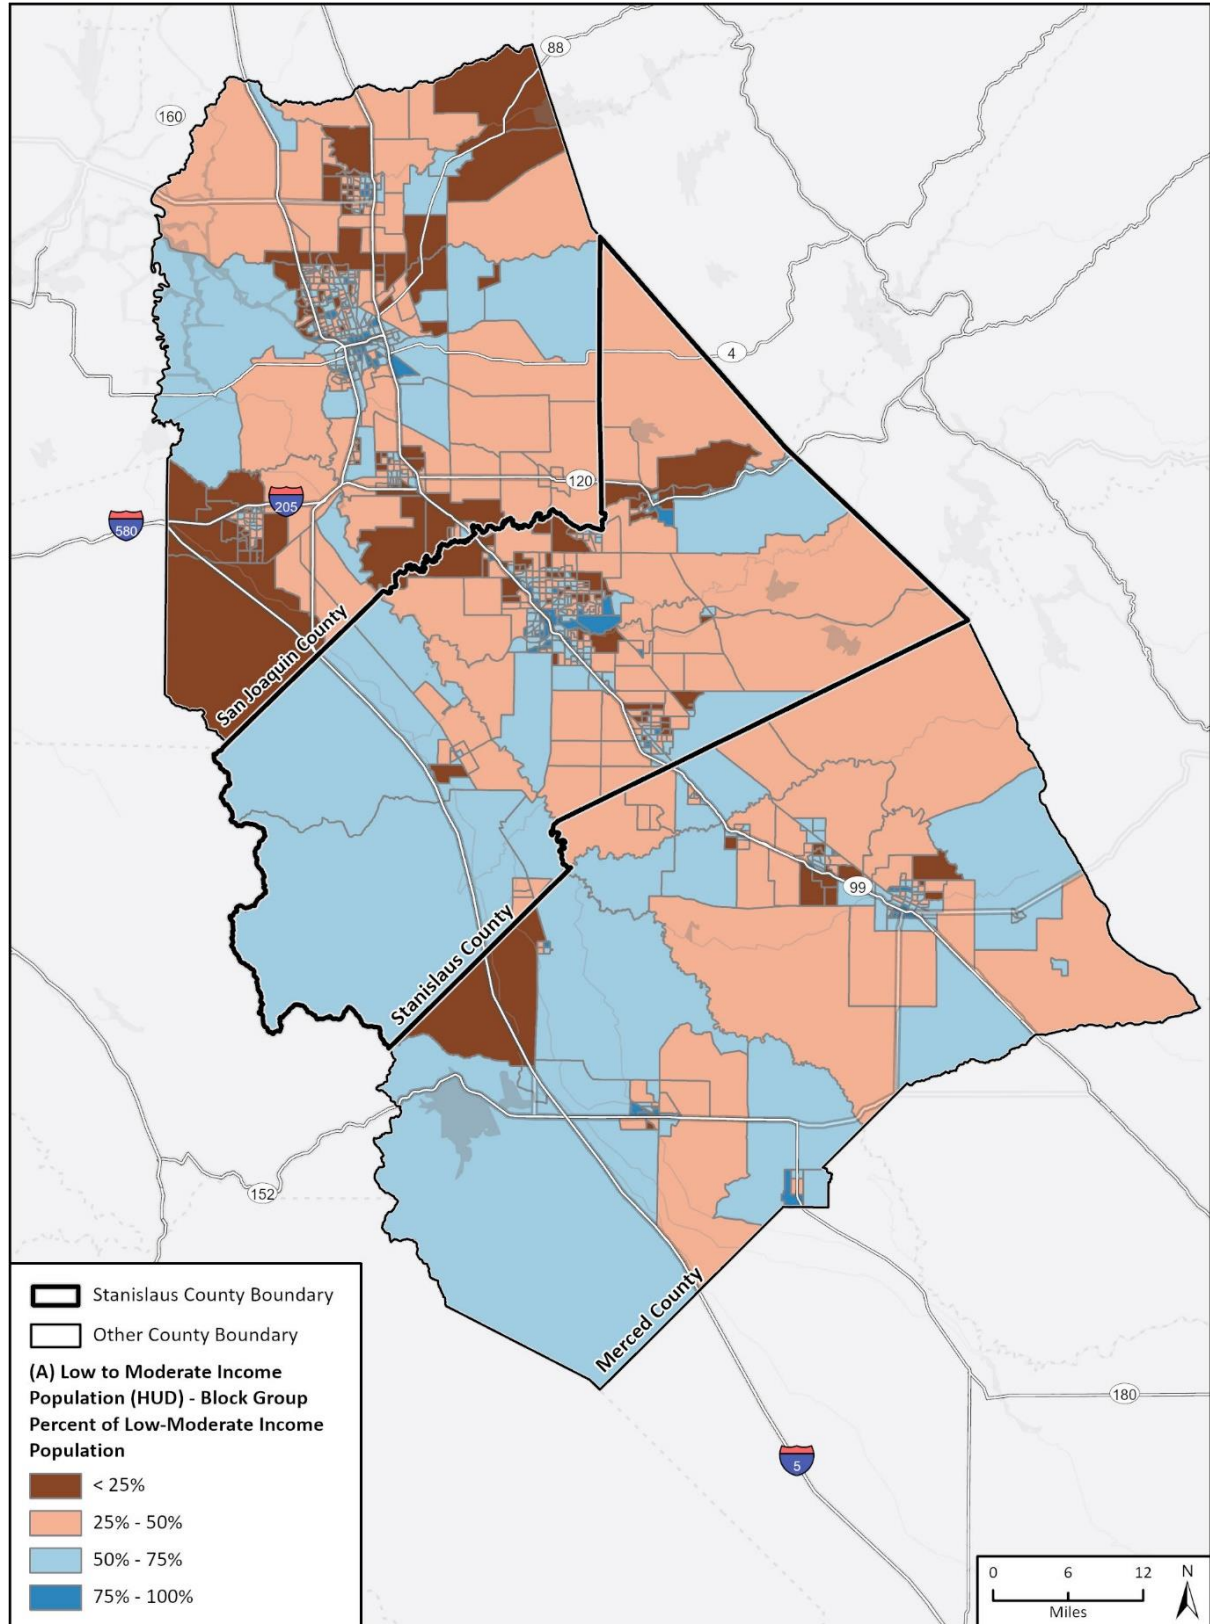 88
160
4
120
205
580
San Joaquin County
99
Stanislaus County
152
Merced County
180
5
Stanislaus County Boundary
Other County Boundary
(A) Low to Moderate Income
Population (HUD) - Block Group
Percent of Low-Moderate Income
Population
< 25%
25% - 50%
50% - 75%
75% - 100%
0 6 12
Miles
N